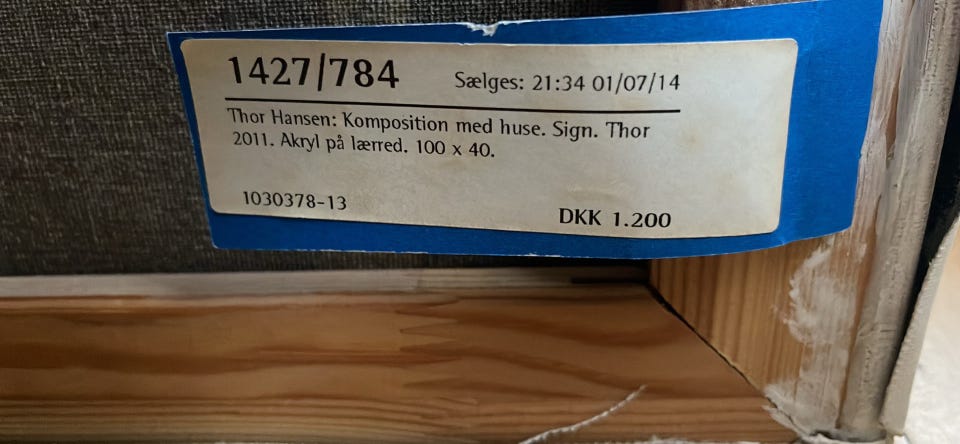 1427/784 Sælges: 21:34 01/07/14
Thor Hansen: Komposition med huse. Sign. Thor
2011. Akryl på lærred. 100 x 40.
1030378-13 DKK 1.200